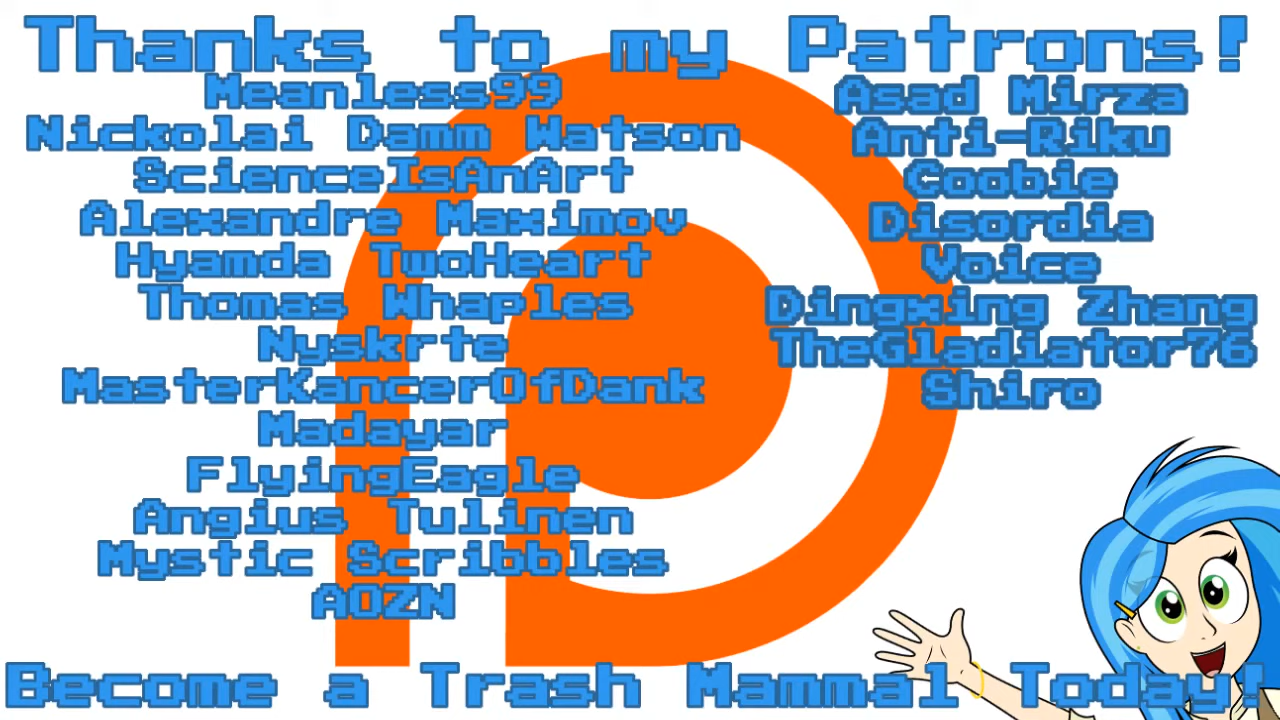 Thanks to my Patrons!
Meanless99
Nickolai Damm Watson
ScienceIsAnArt
Alexandre Maximov
Hyamda TwoHeart
Thomas Whaples
Nyskrte
MasterKancerOfDank
Madayar
FlyingEagle
Angius Tulinen
Mystic Scribbles
AOZN
Asad Mirza
Anti-Riku
Coobie
Disordia
Voice
Dingxing Zhang
TheGladiator76
Shiro
Become a Trash Mammal Today!